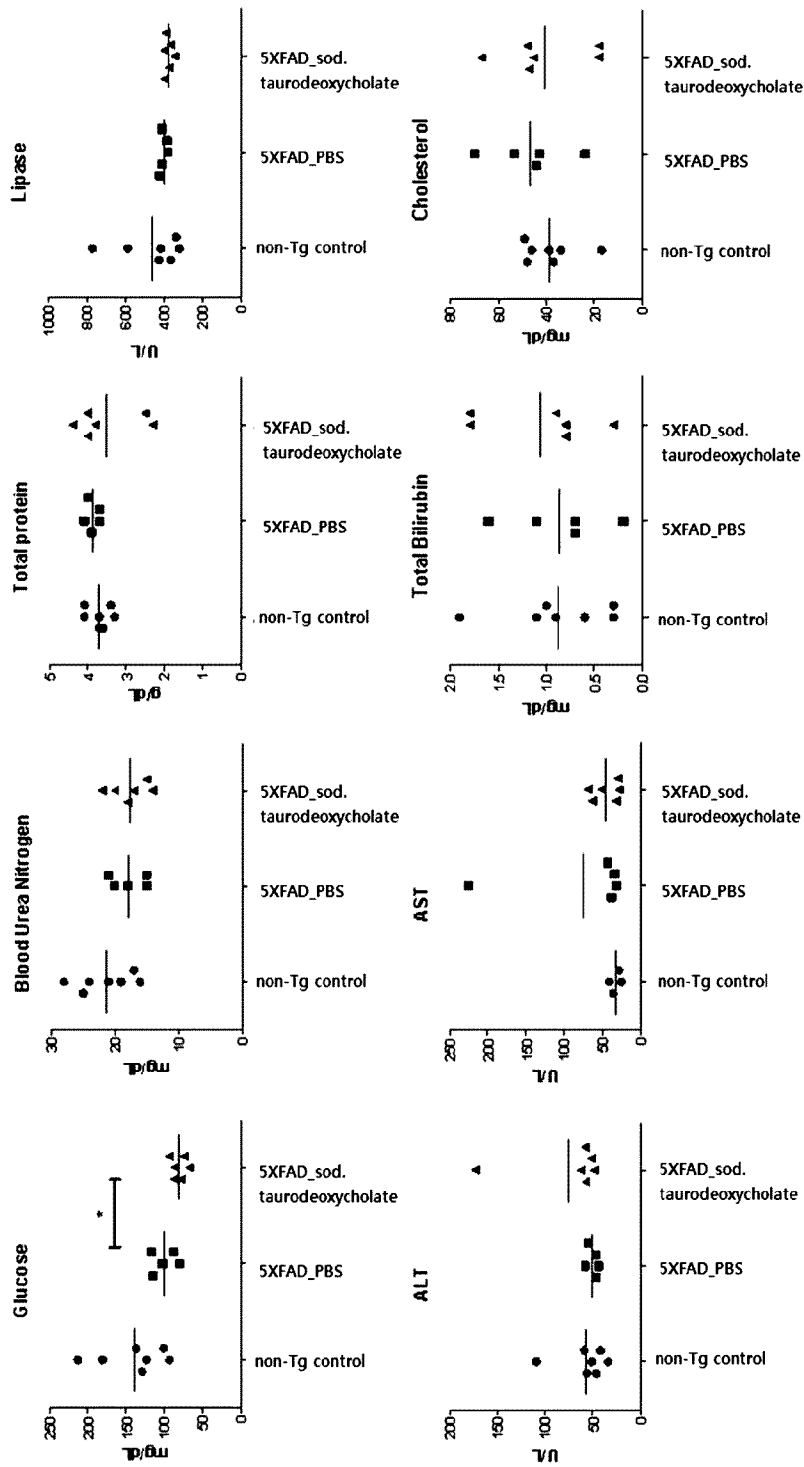 Glucose
mg/dL
250
200
150
100
50
0
*
non-Tg control
5XFAD_PBS
5XFAD_sod.
taurodeoxycholate
Blood Urea Nitrogen
mg/dL
30
20
10
0
non-Tg control
5XFAD_PBS
5XFAD_sod.
taurodeoxycholate
Total protein
g/dL
5
4
3
2
1
0
non-Tg control
5XFAD_PBS
5XFAD_sod.
taurodeoxycholate
Lipase
U/L
1000
800
600
400
200
0
non-Tg control
5XFAD_PBS
5XFAD_sod.
taurodeoxycholate
ALT
U/L
200
150
100
50
0
non-Tg control
5XFAD_PBS
5XFAD_sod.
taurodeoxycholate
AST
U/L
250
200
150
100
50
0
non-Tg control
5XFAD_PBS
5XFAD_sod.
taurodeoxycholate
Total Bilirubin
mg/dL
2.0
1.5
1.0
0.5
0.0
non-Tg control
5XFAD_PBS
5XFAD_sod.
taurodeoxycholate
Cholesterol
mg/dL
80
60
40
20
0
non-Tg control
5XFAD_PBS
5XFAD_sod.
taurodeoxycholate